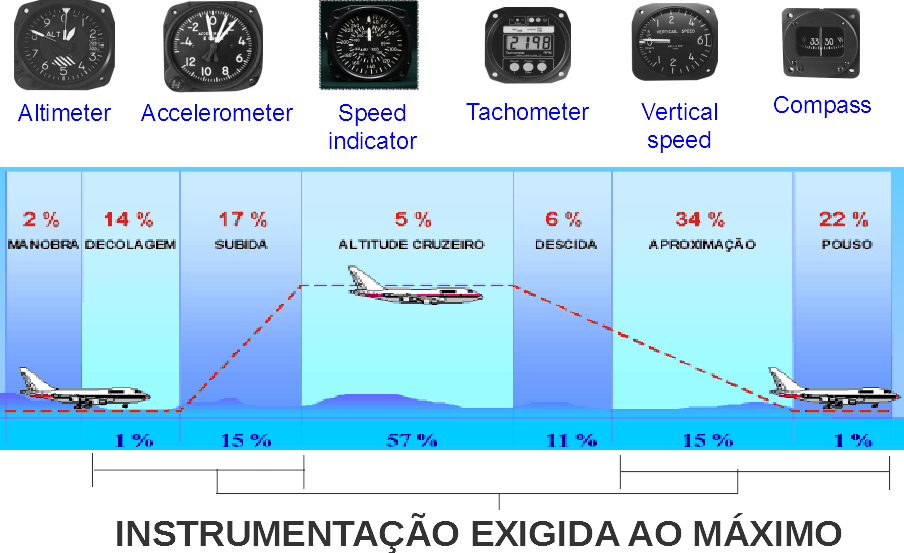 Altimeter
Accelerometer
Speed
indicator
Tachometer
Vertical
speed
Compass
2 %
14 %
17 %
5 %
6 %
34 %
22 %
MANOBRA
DECOLAGEM
SUBIDA
ALTITUDE CRUZEIRO
DESCIDA
APROXIMAÇÃO
POUSO
1 %
15 %
57 %
11 %
15 %
1 %
INSTRUMENTAÇÃO EXIGIDA AO MÁXIMO